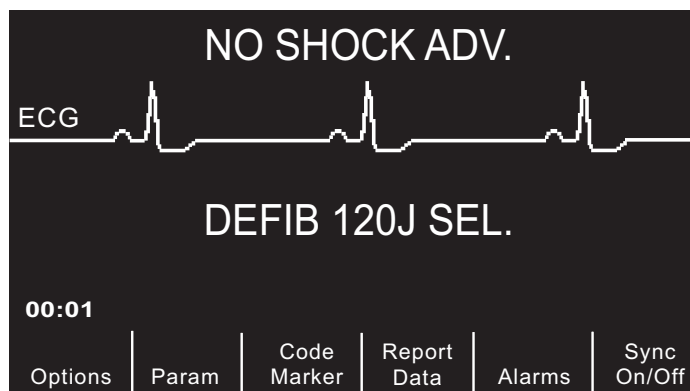 NO SHOCK ADV.
ECG
DEFIB 120J SEL.
00:01
Options
Param
Code
Marker
Report
Data
Alarms
Sync
On/Off